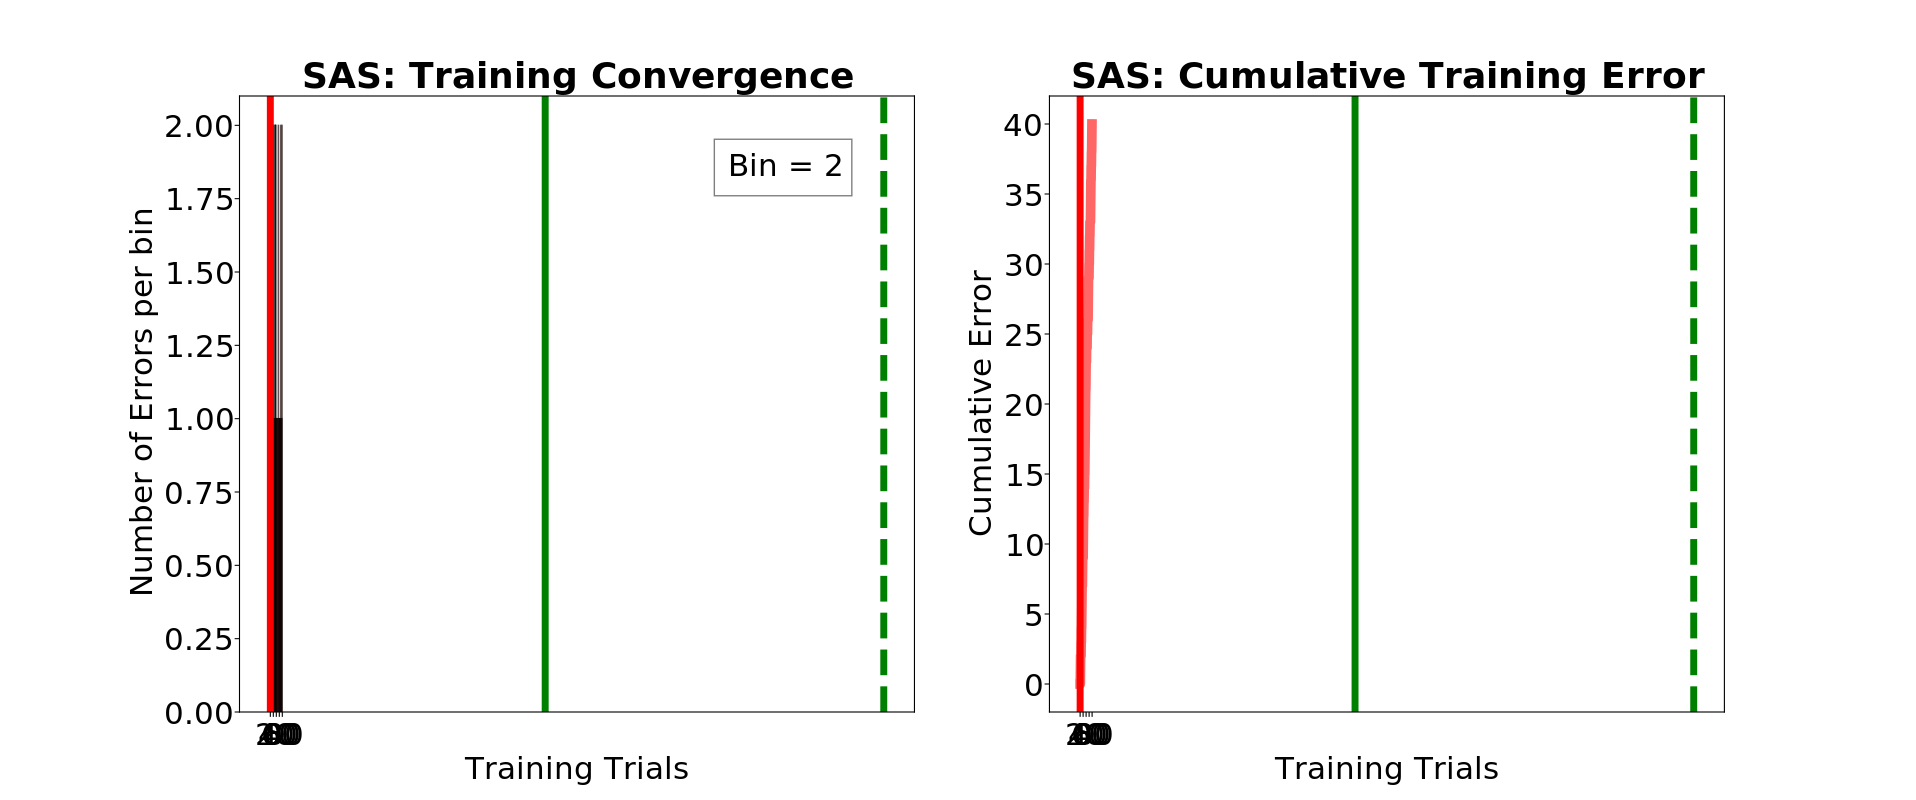 SAS: Training Convergence
Number of Errors per bin
2.00
1.75
1.50
1.25
1.00
0.75
0.50
0.25
0.00
Bin = 2
Training Trials
SAS: Cumulative Training Error
Cumulative Error
40
35
30
25
20
15
10
5
0
Training Trials